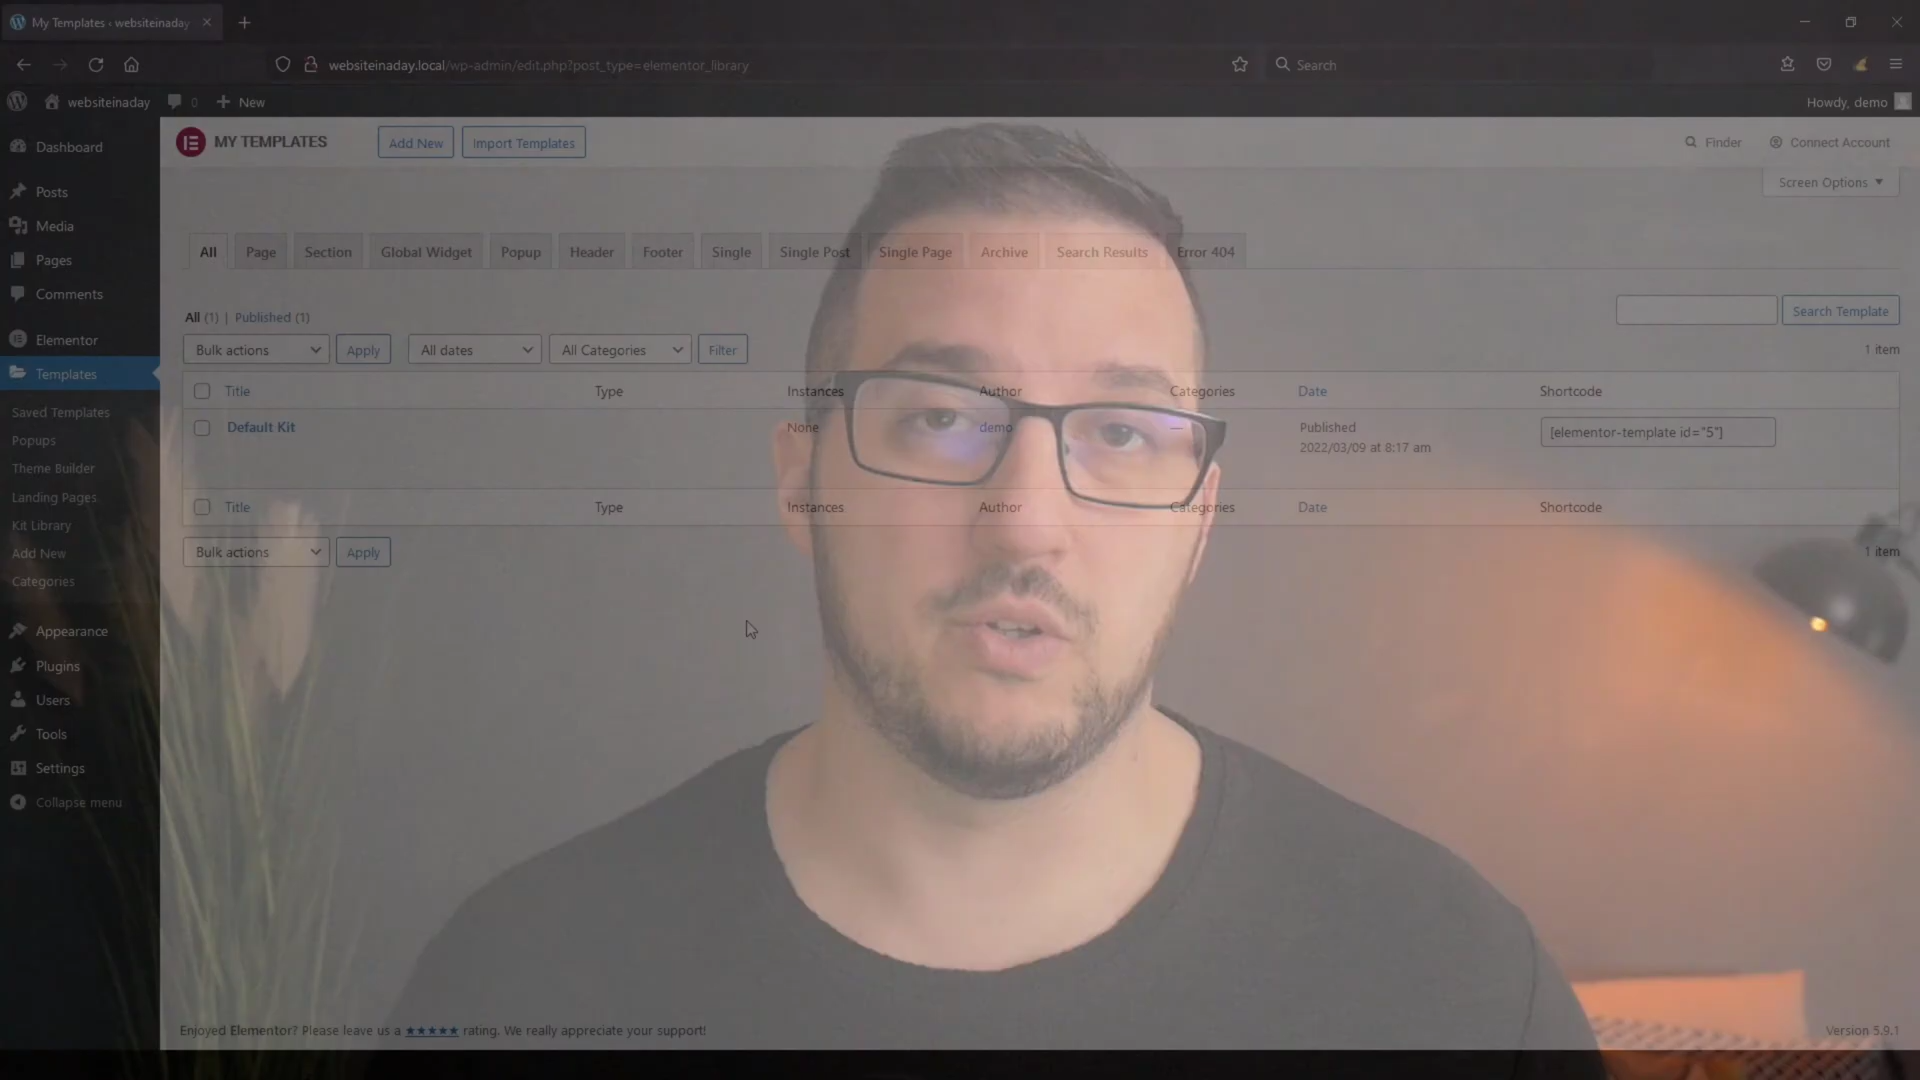 My Templates ‹ websiteinaday
websiteinaday.local/wp-admin/edit.php?post_type=elementor_library
Search
websiteinaday
0
New
Howdy, demo
Dashboard
Posts
Media
Pages
Comments
Elementor
Templates
Saved Templates
Popups
Theme Builder
Landing Pages
Kit Library
Add New
Categories
Appearance
Plugins
Users
Tools
Settings
Collapse menu
MY TEMPLATES
Add New
Import Templates
Finder
Connect Account
Screen Options
All
Page
Section
Global Widget
Popup
Header
Footer
Single
Single Post
Single Page
Archive
Search Results
Error 404
All (1) | Published (1)
Search Template
Bulk actions
Apply
All dates
All Categories
Filter
1 item
Title
Type
Instances
Author
Categories
Date
Shortcode
Default Kit
None
demo
—
Published
2022/03/09 at 8:17 am
[elementor-template id="5"]
Title
Type
Instances
Author
Categories
Date
Shortcode
Bulk actions
Apply
1 item
Enjoyed Elementor? Please leave us a ★★★★★ rating. We really appreciate your support!
Version 5.9.1